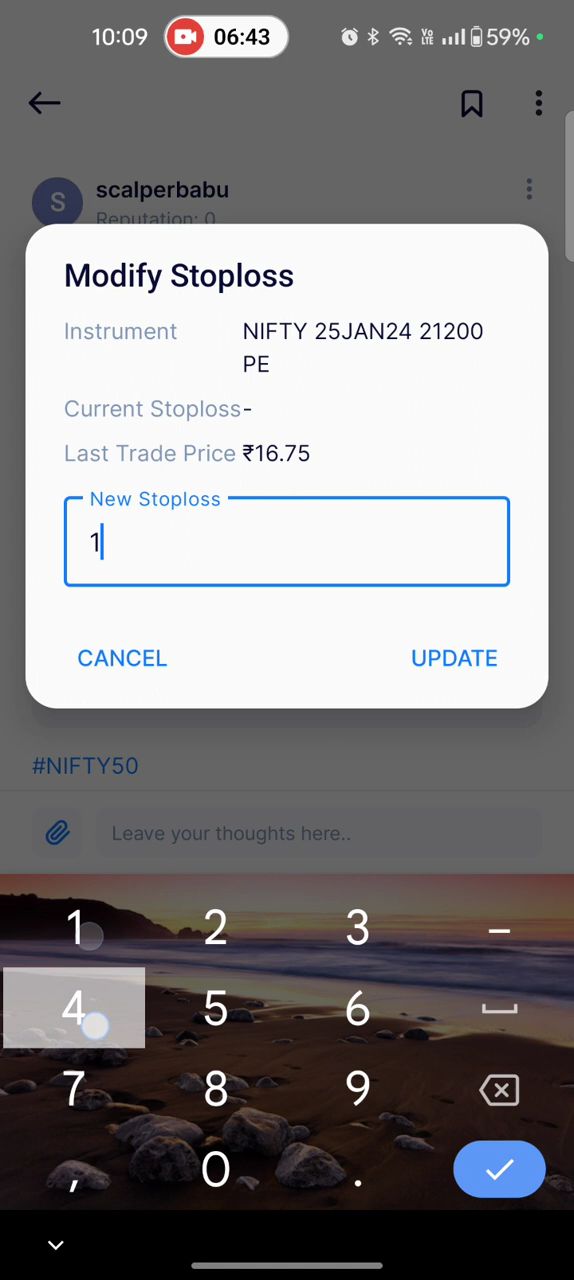 10:09 06:43 Vo LTE 59%
S scalperbabu
Reputation: 0
Modify Stoploss
Instrument NIFTY 25JAN24 21200
PE
Current Stoploss -
Last Trade Price ₹16.75
New Stoploss
1
CANCEL UPDATE
#NIFTY50
Leave your thoughts here..
1 2 3 –
4 5 6
7 8 9
, 0 .